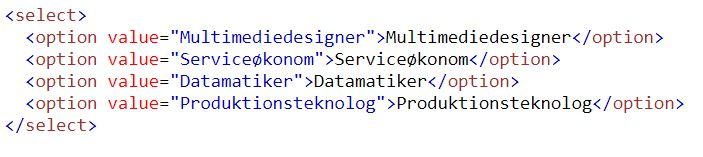 <select>
  <option value="Multimediedesigner">Multimediedesigner</option>
  <option value="Serviceøkonom">Serviceøkonom</option>
  <option value="Datamatiker">Datamatiker</option>
  <option value="Produktionsteknolog">Produktionsteknolog</option>
</select>